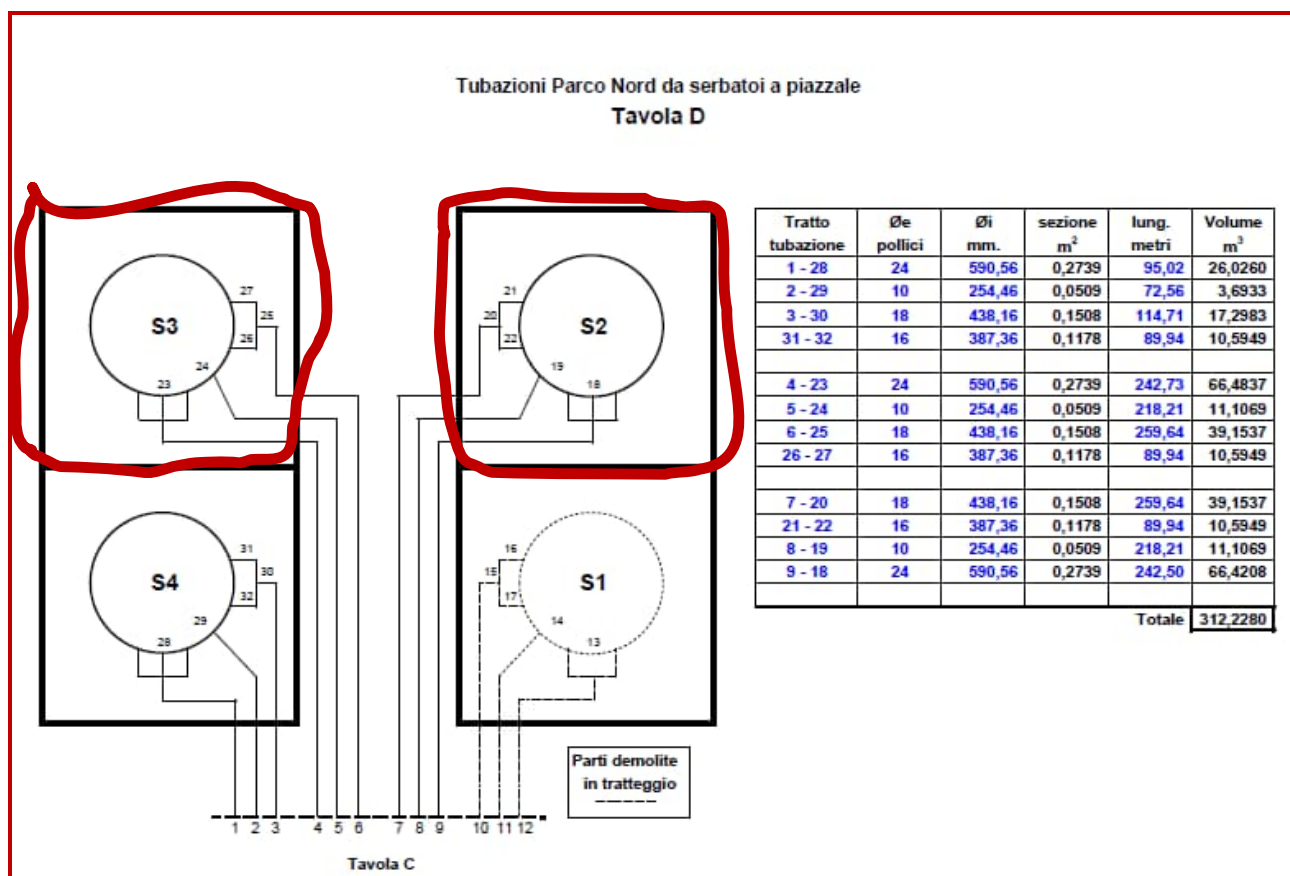 Tubazioni Parco Nord da serbatoi a piazzale
Tavola D
Tratto tubazione Øe pollici Øi mm. sezione m² lung. metri Volume m³
1 - 28 24 590,56 0,2739 95,02 26,0260
2 - 29 10 254,46 0,0509 72,56 3,6933
3 - 30 18 438,16 0,1508 114,71 17,2983
31 - 32 16 387,36 0,1178 89,94 10,5949
4 - 23 24 590,56 0,2739 242,73 66,4837
5 - 24 10 254,46 0,0509 218,21 11,1069
6 - 25 18 438,16 0,1508 259,64 39,1537
26 - 27 16 387,36 0,1178 89,94 10,5949
7 - 20 18 438,16 0,1508 259,64 39,1537
21 - 22 16 387,36 0,1178 89,94 10,5949
8 - 19 10 254,46 0,0509 218,21 11,1069
9 - 18 24 590,56 0,2739 242,50 66,4208
Totale 312,2280
27
25
S3
26
24
23
21
20
S2
22
19
18
31
30
S4
32
29
28
16
15
S1
17
14
13
Parti demolite
in tratteggio
1 2 3 4 5 6 7 8 9 10 11 12
Tavola C